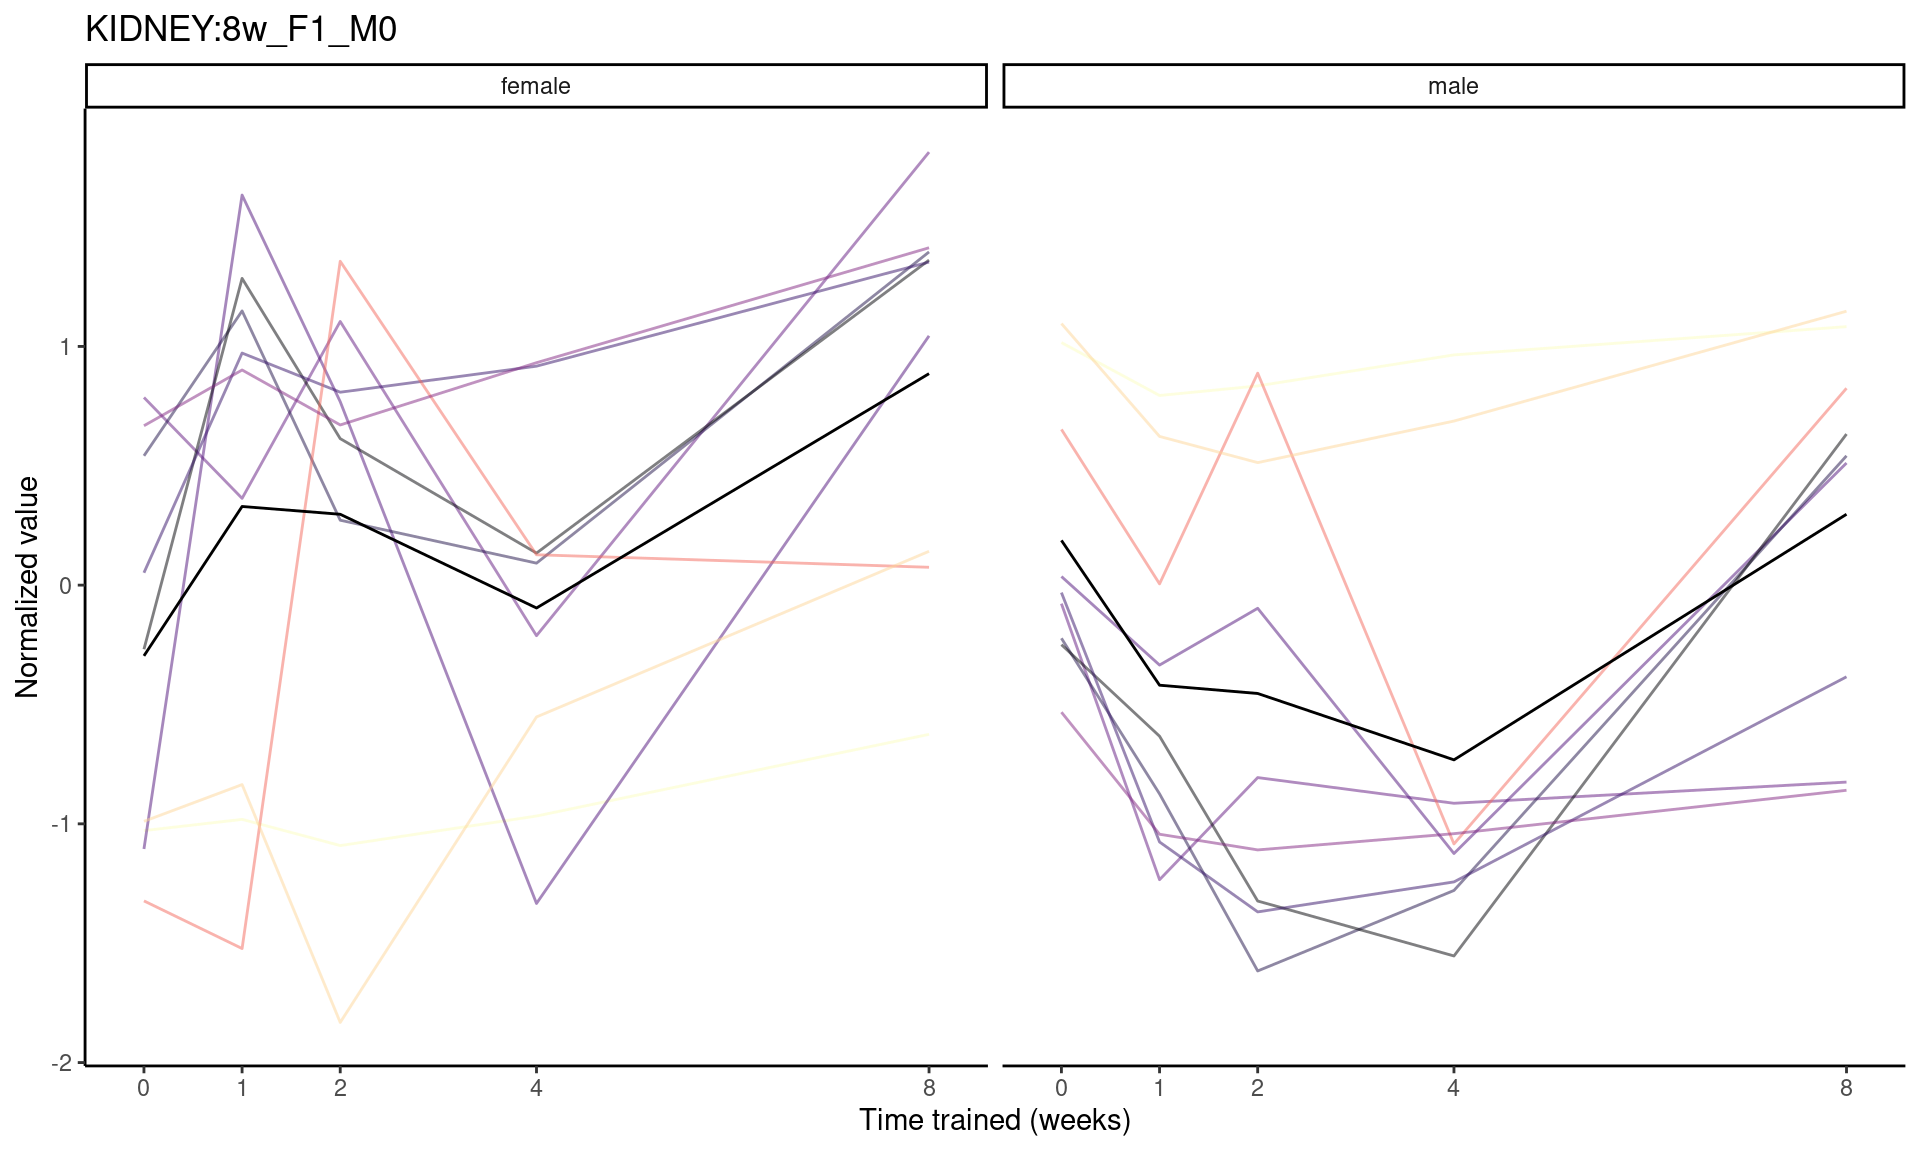 KIDNEY:8w_F1_M0
female
male
Normalized value
1
0
-1
-2
0 1 2 4 8
0 1 2 4 8
Time trained (weeks)